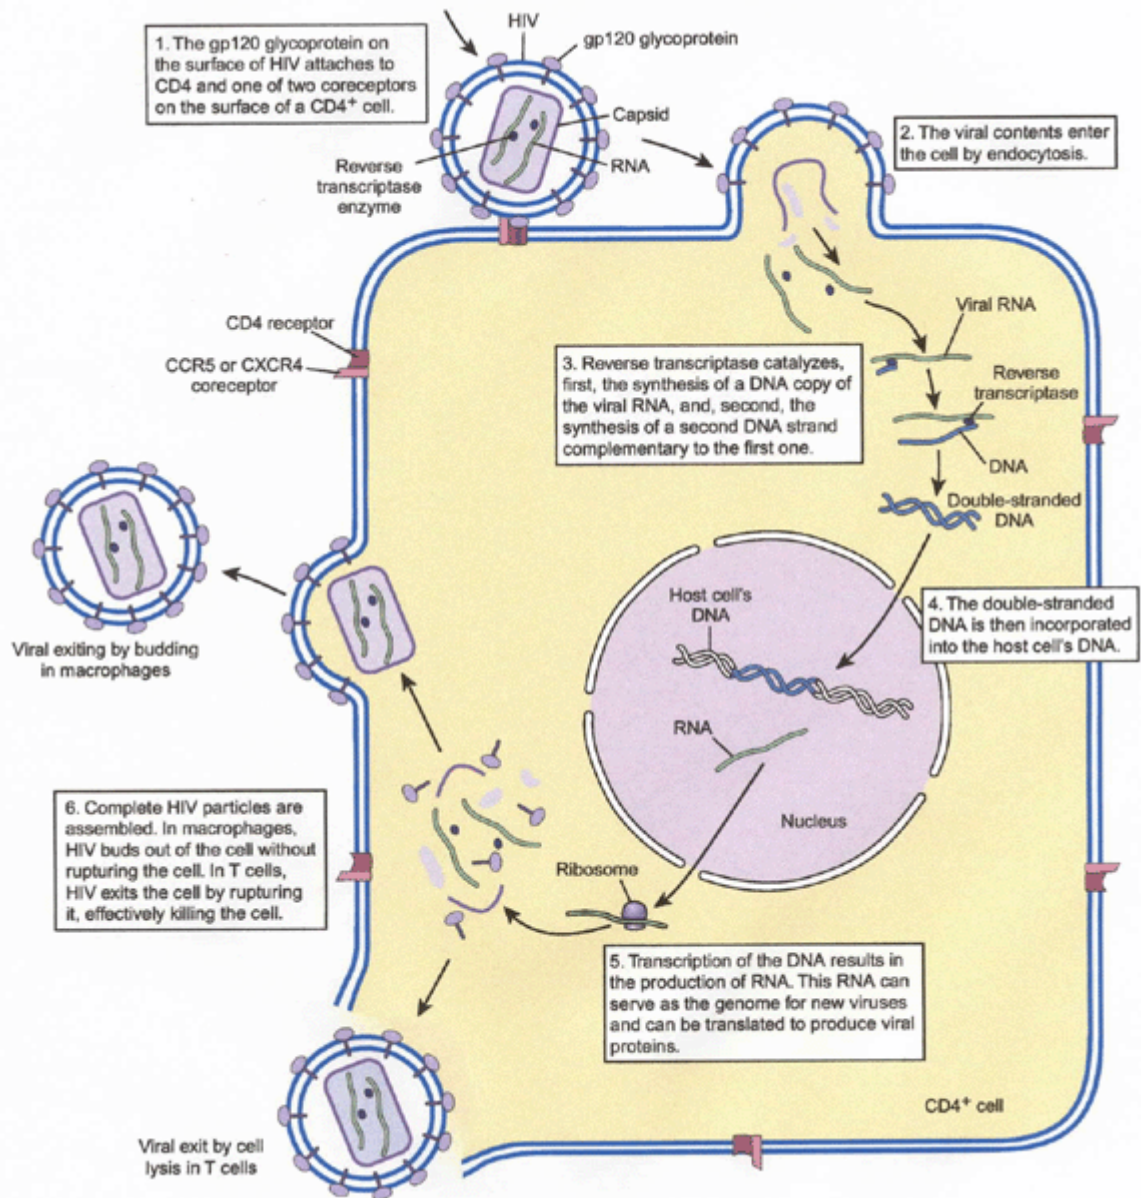 HIV
gp120 glycoprotein
1. The gp120 glycoprotein on
the surface of HIV attaches to
CD4 and one of two coreceptors
on the surface of a CD4⁺ cell.
Capsid
RNA
Reverse
transcriptase
enzyme
2. The viral contents enter
the cell by endocytosis.
CD4 receptor
CCR5 or CXCR4
coreceptor
Viral RNA
3. Reverse transcriptase catalyzes,
first, the synthesis of a DNA copy of
the viral RNA, and, second, the
synthesis of a second DNA strand
complementary to the first one.
Reverse
transcriptase
DNA
Double-stranded
DNA
Host cell's
DNA
4. The double-stranded
DNA is then incorporated
into the host cell's DNA.
Viral exiting by budding
in macrophages
RNA
Nucleus
6. Complete HIV particles are
assembled. In macrophages,
HIV buds out of the cell without
rupturing the cell. In T cells,
HIV exits the cell by rupturing
it, effectively killing the cell.
Ribosome
5. Transcription of the DNA results in
the production of RNA. This RNA can
serve as the genome for new viruses
and can be translated to produce viral
proteins.
CD4⁺ cell
Viral exit by cell
lysis in T cells